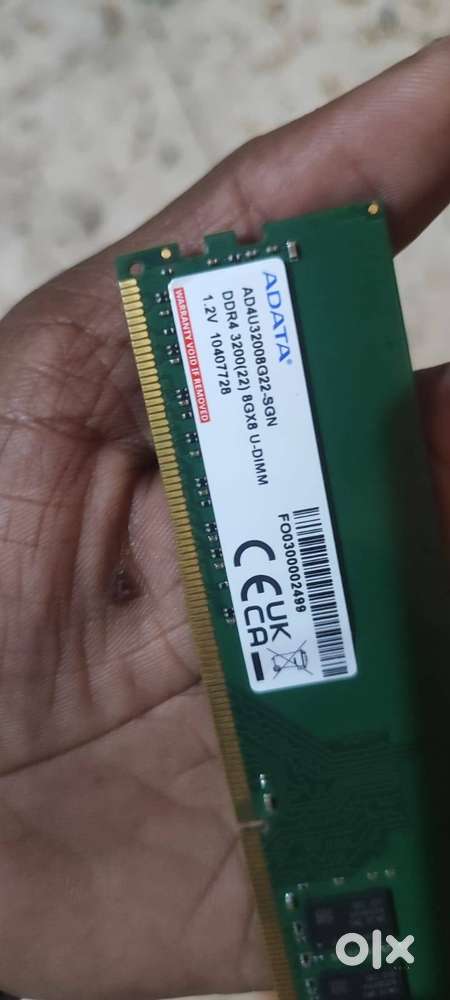 ADATA®
AD4U32008G22-SGN
DDR4 3200(22) 8GX8 U-DIMM
1.2V 10407728
WARRANTY VOID IF REMOVED
FO0300002499
CE UK
CA
olx